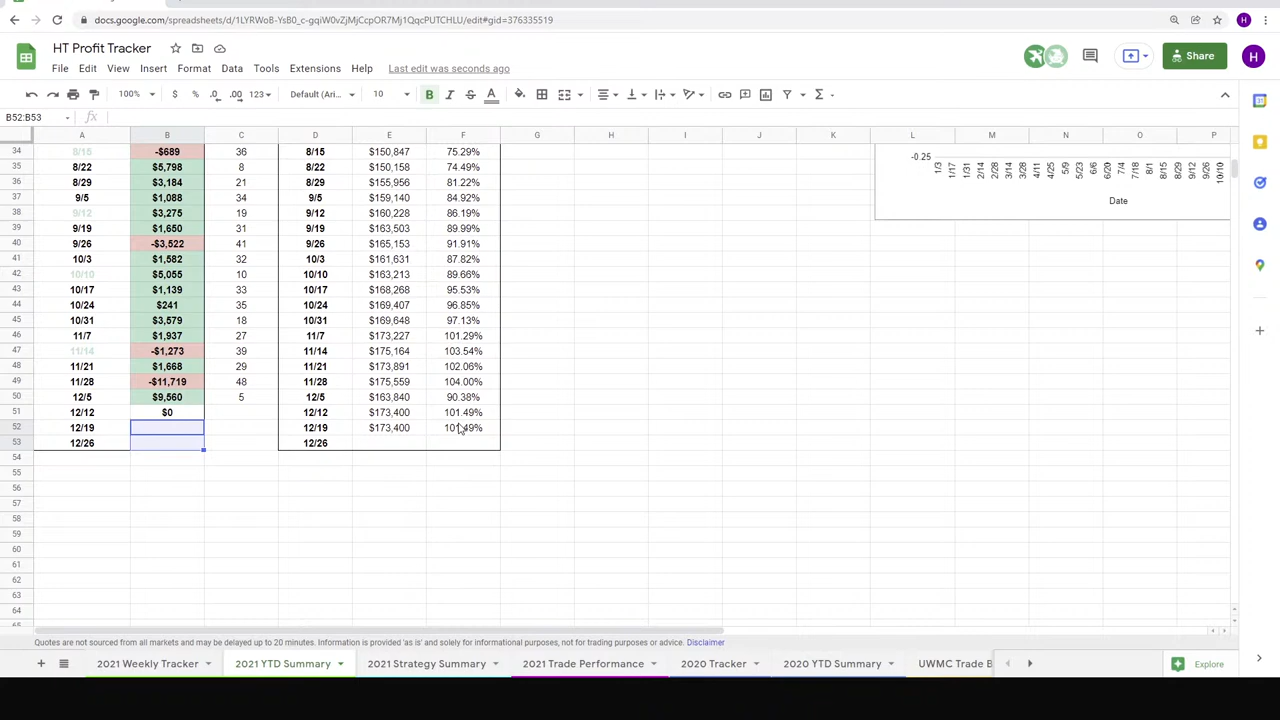 docs.google.com/spreadsheets/d/1LYRWoB-YsB0_c-gqiW0vZjMjCcpOR7Mj1QqcPUTCHLU/edit#gid=376335519
H
HT Profit Tracker
File Edit View Insert Format Data Tools Extensions Help Last edit was seconds ago
Share
H
100% $ % .0 .00 123 Default (Ari... 10 B I S A
B52:B53 fx
A B C D E F G H I J K L M N O P
34 8/15 -$689 36 8/15 $150,847 75.29%
35 8/22 $5,798 8 8/22 $150,158 74.49%
36 8/29 $3,184 21 8/29 $155,956 81.22%
37 9/5 $1,088 34 9/5 $159,140 84.92%
38 9/12 $3,275 19 9/12 $160,228 86.19%
39 9/19 $1,650 31 9/19 $163,503 89.99%
40 9/26 -$3,522 41 9/26 $165,153 91.91%
41 10/3 $1,582 32 10/3 $161,631 87.82%
42 10/10 $5,055 10 10/10 $163,213 89.66%
43 10/17 $1,139 33 10/17 $168,268 95.53%
44 10/24 $241 35 10/24 $169,407 96.85%
45 10/31 $3,579 18 10/31 $169,648 97.13%
46 11/7 $1,937 27 11/7 $173,227 101.29%
47 11/14 -$1,273 39 11/14 $175,164 103.54%
48 11/21 $1,668 29 11/21 $173,891 102.06%
49 11/28 -$11,719 48 11/28 $175,559 104.00%
50 12/5 $9,560 5 12/5 $163,840 90.38%
51 12/12 $0 12/12 $173,400 101.49%
52 12/19 12/19 $173,400 101.49%
53 12/26 12/26
54
55
56
57
58
59
60
61
62
63
64
65
-0.25
1/3 1/17 1/31 2/14 2/28 3/14 3/28 4/11 4/25 5/9 5/23 6/6 6/20 7/4 7/18 8/1 8/15 8/29 9/12 9/26 10/10
Date
Quotes are not sourced from all markets and may be delayed up to 20 minutes. Information is provided 'as is' and solely for informational purposes, not for trading purposes or advice. Disclaimer
2021 Weekly Tracker 2021 YTD Summary 2021 Strategy Summary 2021 Trade Performance 2020 Tracker 2020 YTD Summary UWMC Trade B
Explore